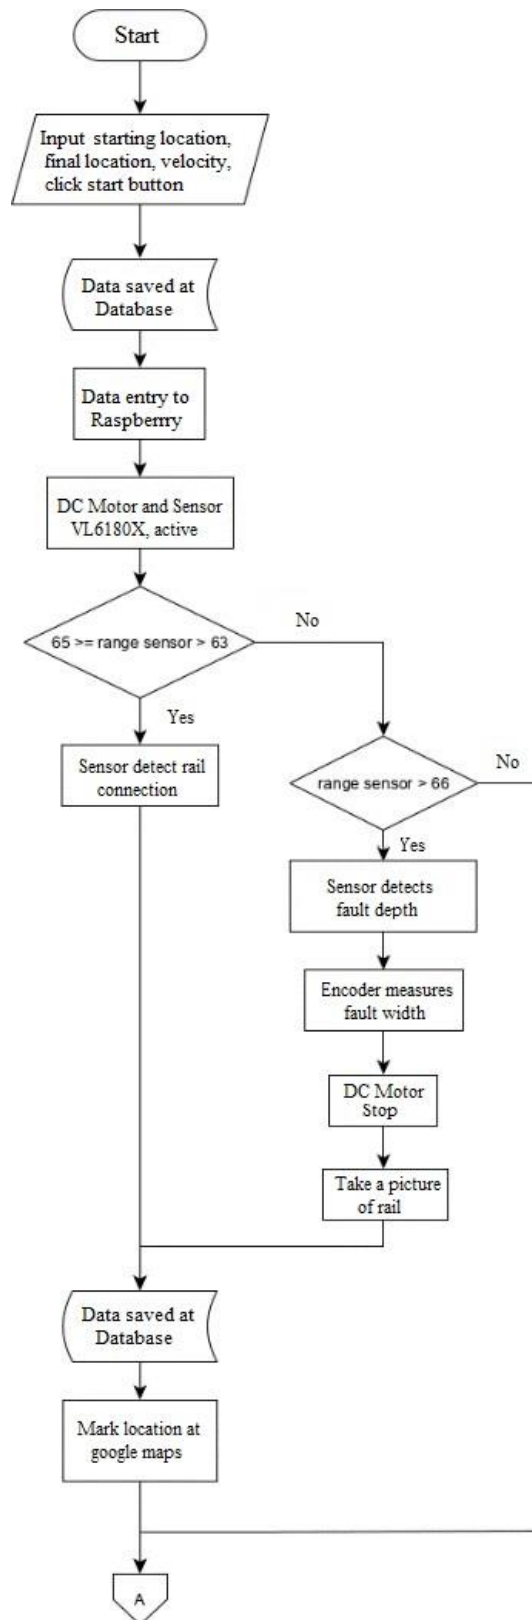 Start
Input starting location,
final location, velocity,
click start button
Data saved at
Database
Data entry to
Raspberrry
DC Motor and Sensor
VL6180X, active
65 >= range sensor > 63
No
Yes
Sensor detect rail
connection
range sensor > 66
No
Yes
Sensor detects
fault depth
Encoder measures
fault width
DC Motor
Stop
Take a picture
of rail
Data saved at
Database
Mark location at
google maps
A